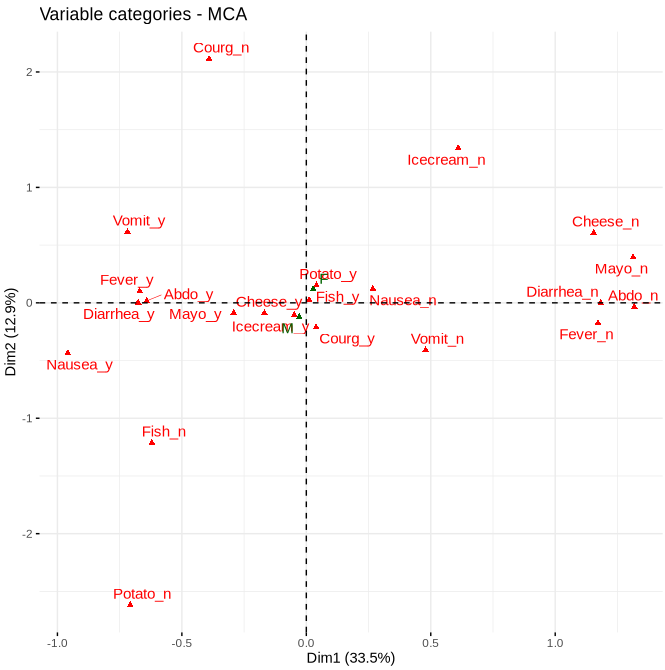 Variable categories - MCA
Courg_n
2
Icecream_n
1
Vomit_y
Cheese_n
Mayo_n
Fever_y
Potato_y
F
Abdo_y
Fish_y
Nausea_n
Diarrhea_n
Abdo_n
0
Diarrhea_y
Mayo_y
Cheese_y
Icecream_y
M
Courg_y
Vomit_n
Fever_n
Nausea_y
-1
Fish_n
-2
Potato_n
-1.0
-0.5
0.0
0.5
1.0
Dim1 (33.5%)
Dim2 (12.9%)